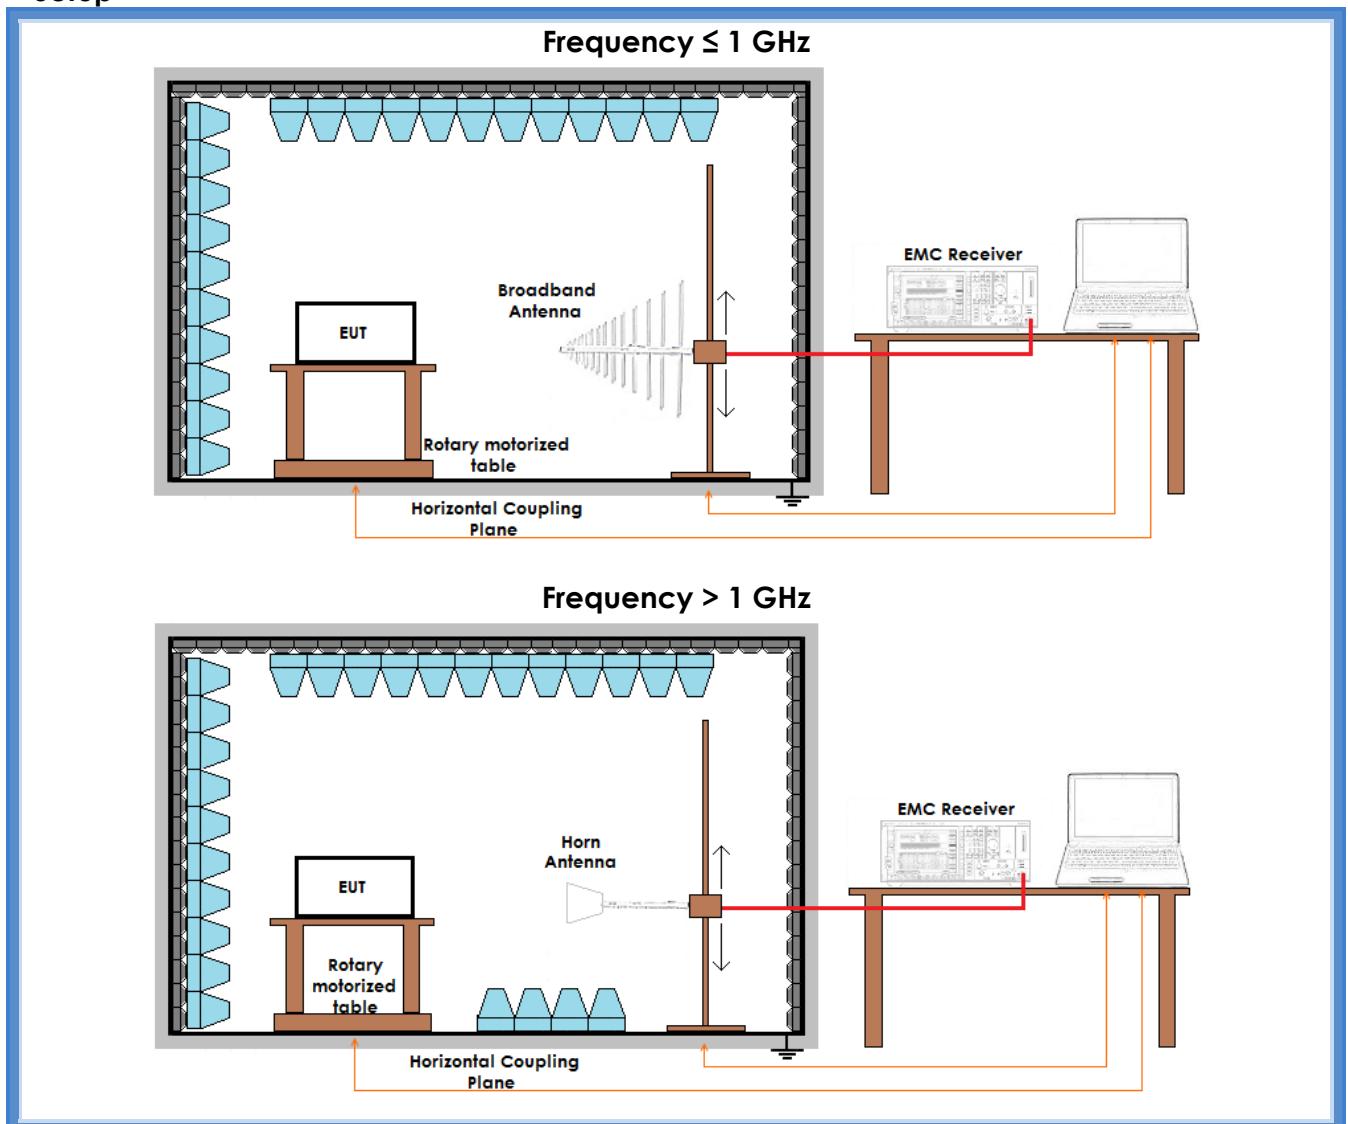 Setup
Frequency ≤ 1 GHz
EMC Receiver
Broadband
Antenna
EUT
Rotary motorized
table
Horizontal Coupling
Plane
Frequency > 1 GHz
EMC Receiver
Horn
Antenna
EUT
Rotary
motorized
table
Horizontal Coupling
Plane